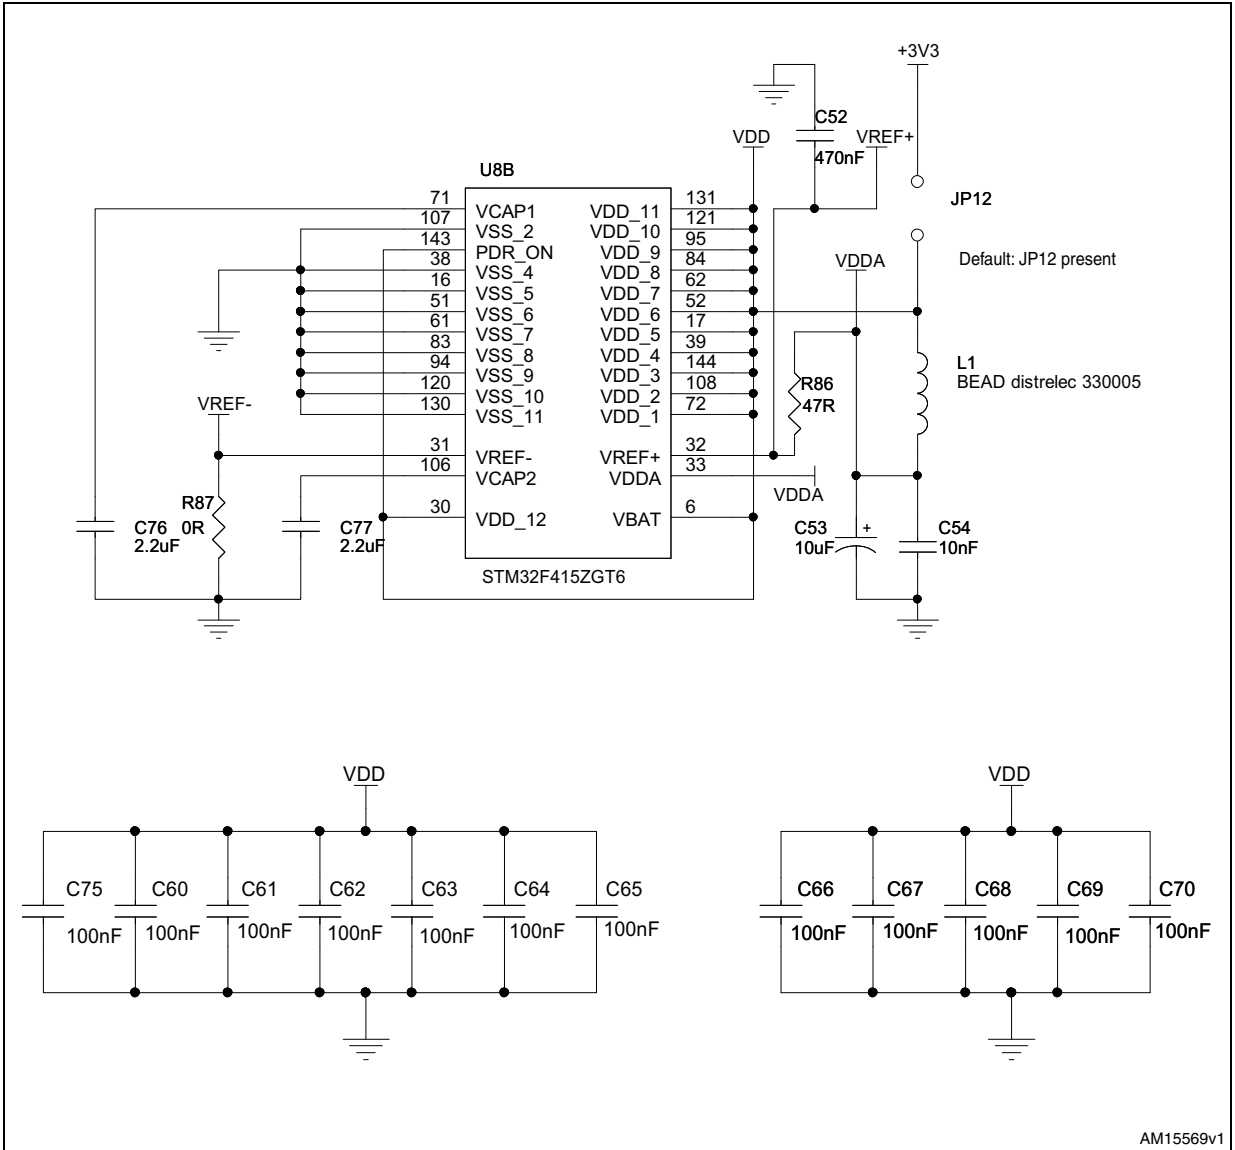 +3V3
C52
470nF
VDD
VREF+
U8B
JP12
Default: JP12 present
VDDA
71 VCAP1 VDD_11 131
107 VSS_2 VDD_10 121
143 PDR_ON VDD_9 95
38 VSS_4 VDD_8 84
16 VSS_5 VDD_7 62
51 VSS_6 VDD_6 52
61 VSS_7 VDD_5 17
83 VSS_8 VDD_4 39
94 VSS_9 VDD_3 144
120 VSS_10 VDD_2 108
130 VSS_11 VDD_1 72
31 VREF- VREF+ 32
106 VCAP2 VDDA 33
30 VDD_12 VBAT 6
STM32F415ZGT6
L1
BEAD distrelec 330005
R86
47R
VREF-
VDDA
R87
0R
C76
2.2uF
C77
2.2uF
C53
+
10uF
C54
10nF
VDD
C75 C60 C61 C62 C63 C64 C65
100nF 100nF 100nF 100nF 100nF 100nF 100nF
VDD
C66 C67 C68 C69 C70
100nF 100nF 100nF 100nF 100nF
AM15569v1